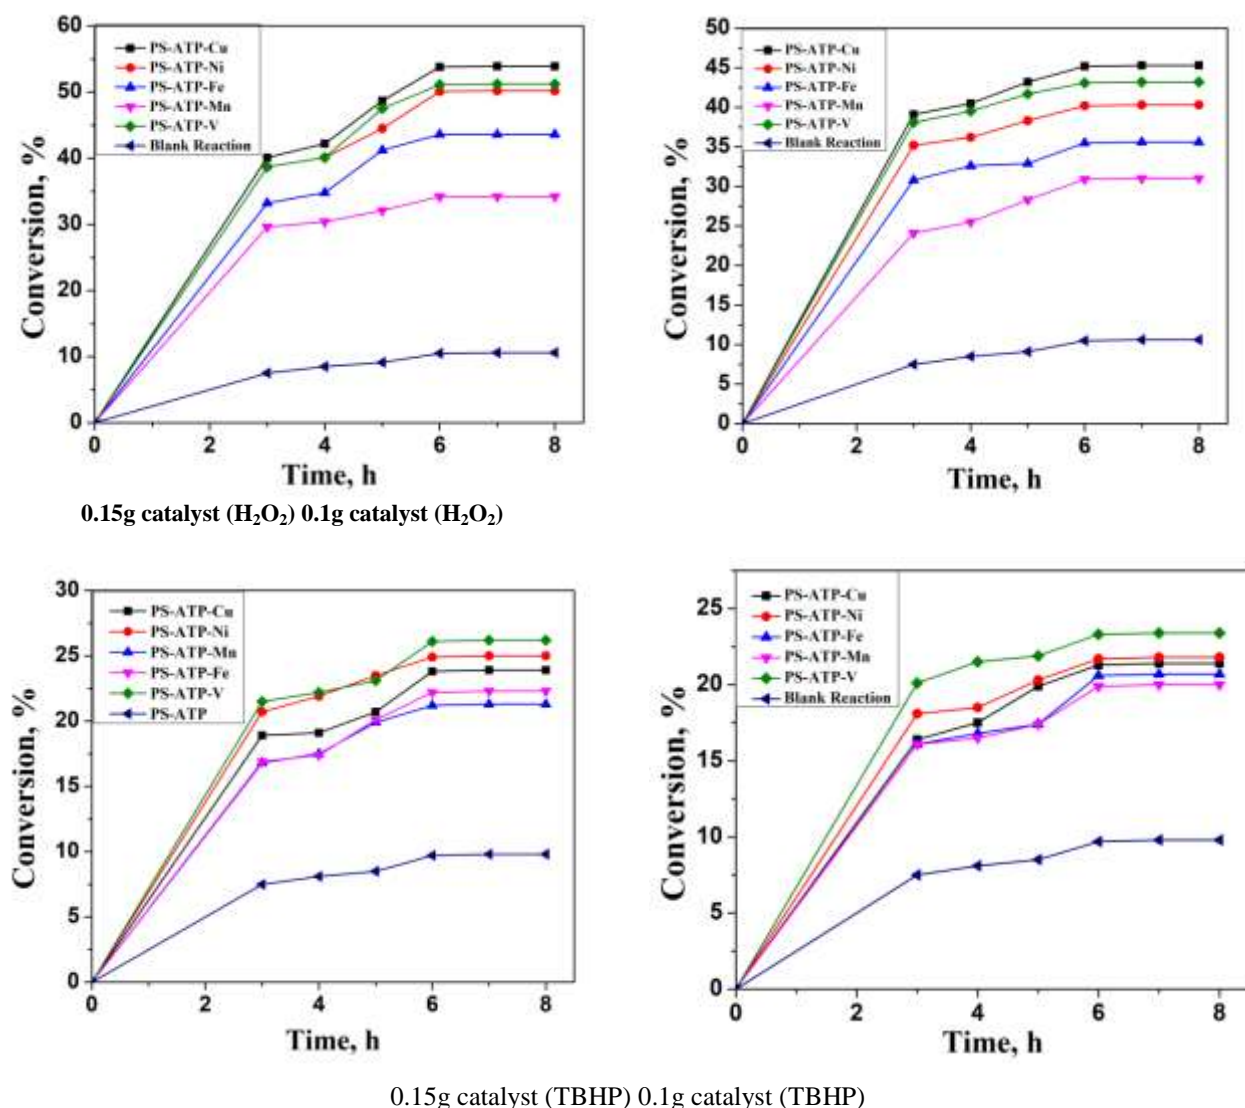 60
50
40
30
20
10
0
Conversion, %
PS-ATP-Cu
PS-ATP-Ni
PS-ATP-Fe
PS-ATP-Mn
PS-ATP-V
Blank Reaction
0 2 4 6 8
Time, h
50
45
40
35
30
25
20
15
10
5
0
Conversion, %
PS-ATP-Cu
PS-ATP-Ni
PS-ATP-Fe
PS-ATP-Mn
PS-ATP-V
Blank Reaction
0 2 4 6 8
Time, h
0.15g catalyst (H₂O₂) 0.1g catalyst (H₂O₂)
30
25
20
15
10
5
0
Conversion, %
PS-ATP-Cu
PS-ATP-Ni
PS-ATP-Mn
PS-ATP-Fe
PS-ATP-V
PS-ATP
0 2 4 6 8
Time, h
25
20
15
10
5
0
Conversion, %
PS-ATP-Cu
PS-ATP-Ni
PS-ATP-Fe
PS-ATP-Mn
PS-ATP-V
Blank Reaction
0 2 4 6 8
Time, h
0.15g catalyst (TBHP) 0.1g catalyst (TBHP)